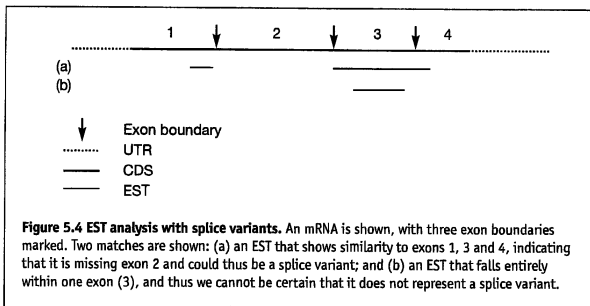 1 2 3 4
(a)
(b)
Exon boundary
UTR
CDS
EST
Figure 5.4 EST analysis with splice variants. An mRNA is shown, with three exon boundaries
marked. Two matches are shown: (a) an EST that shows similarity to exons 1, 3 and 4, indicating
that it is missing exon 2 and could thus be a splice variant; and (b) an EST that falls entirely
within one exon (3), and thus we cannot be certain that it does not represent a splice variant.